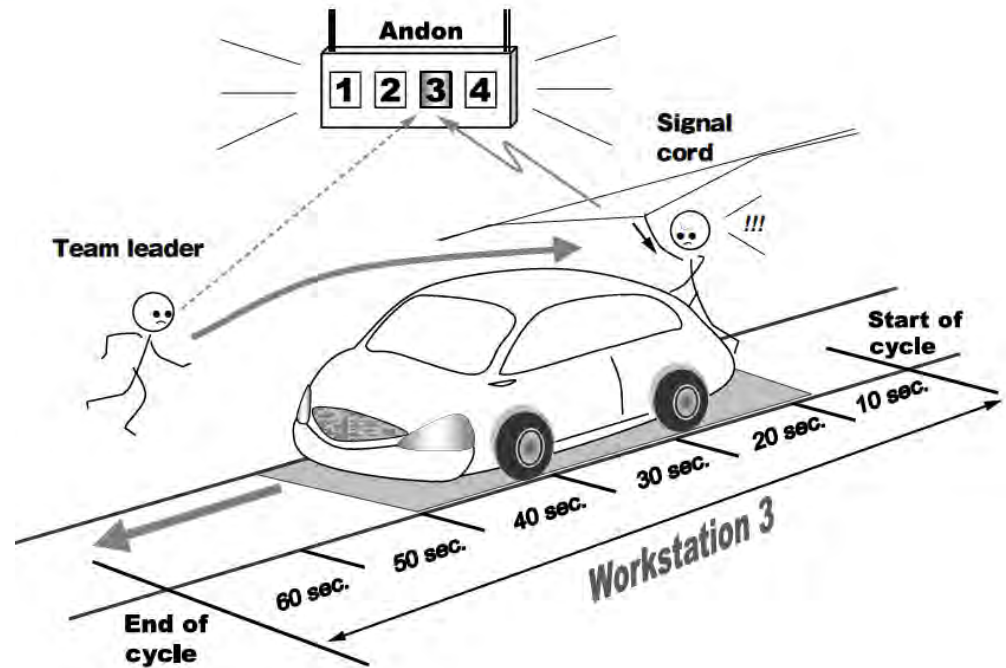 Andon
1 2 3 4
Signal
cord
!!!
Team leader
Start of
cycle
10 sec.
20 sec.
30 sec.
40 sec.
50 sec.
60 sec.
Workstation 3
End of
cycle